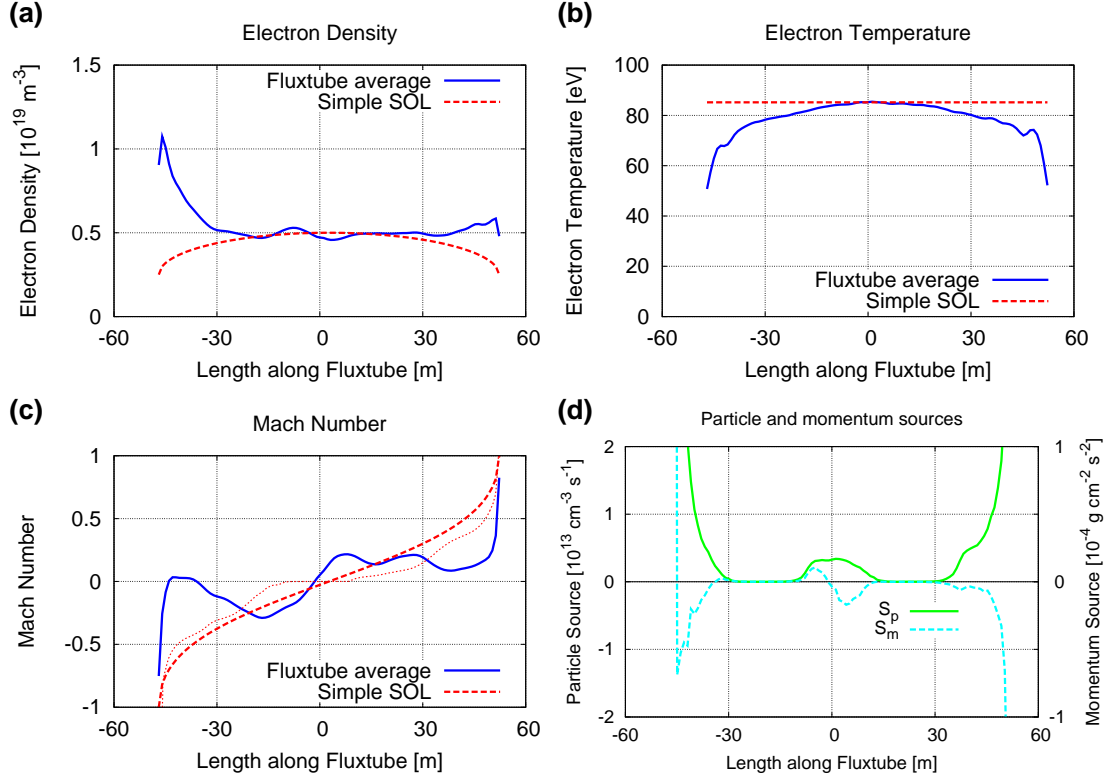 (a)
Electron Density
Electron Density [10^19 m^-3]
1.5
1
0.5
0
-60 -30 0 30 60
Fluxtube average
Simple SOL
Length along Fluxtube [m]
(b)
Electron Temperature
Electron Temperature [eV]
100
80
60
40
20
0
-60 -30 0 30 60
Fluxtube average
Simple SOL
Length along Fluxtube [m]
(c)
Mach Number
Mach Number
1
0.5
0
-0.5
-1
-60 -30 0 30 60
Fluxtube average
Simple SOL
Length along Fluxtube [m]
(d)
Particle and momentum sources
Particle Source [10^13 cm^-3 s^-1]
2
1
0
-1
-2
-60 -30 0 30 60
S_p
S_m
1
0
-1
Momentum Source [10^-4 g cm^-2 s^-2]
Length along Fluxtube [m]